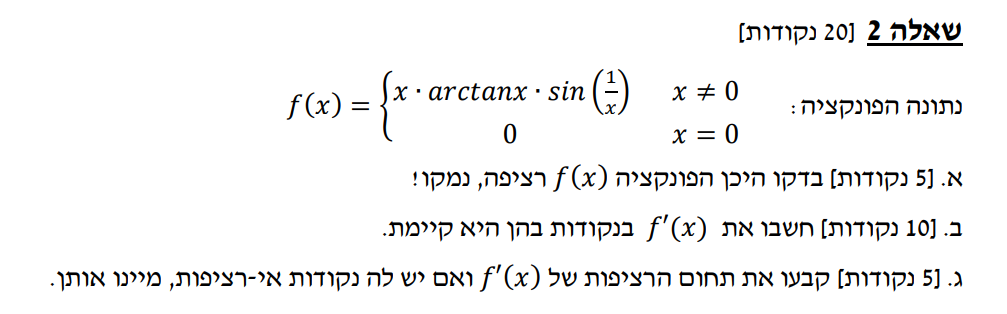 שאלה 2 [20 נקודות]
נתונה הפונקציה: f(x) = { x · arctanx · sin(1/x)   x ≠ 0
0   x = 0
א. [5 נקודות] בדקו היכן הפונקציה f(x) רציפה, נמקו!
ב. [10 נקודות] חשבו את f′(x) בנקודות בהן היא קיימת.
ג. [5 נקודות] קבעו את תחום הרציפות של f′(x) ואם יש לה נקודות אי-רציפות, מיינו אותן.